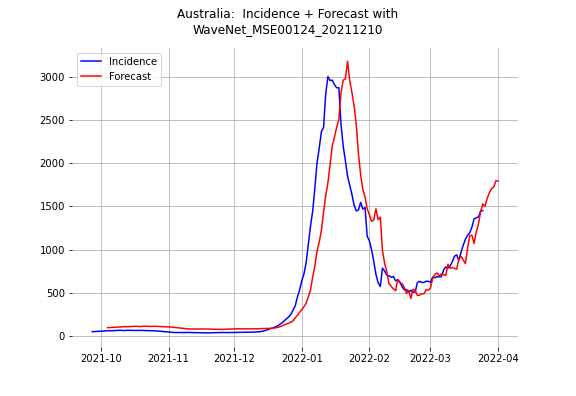 Australia:  Incidence + Forecast with
WaveNet_MSE00124_20211210
Incidence
Forecast
3000
2500
2000
1500
1000
500
0
2021-10 2021-11 2021-12 2022-01 2022-02 2022-03 2022-04